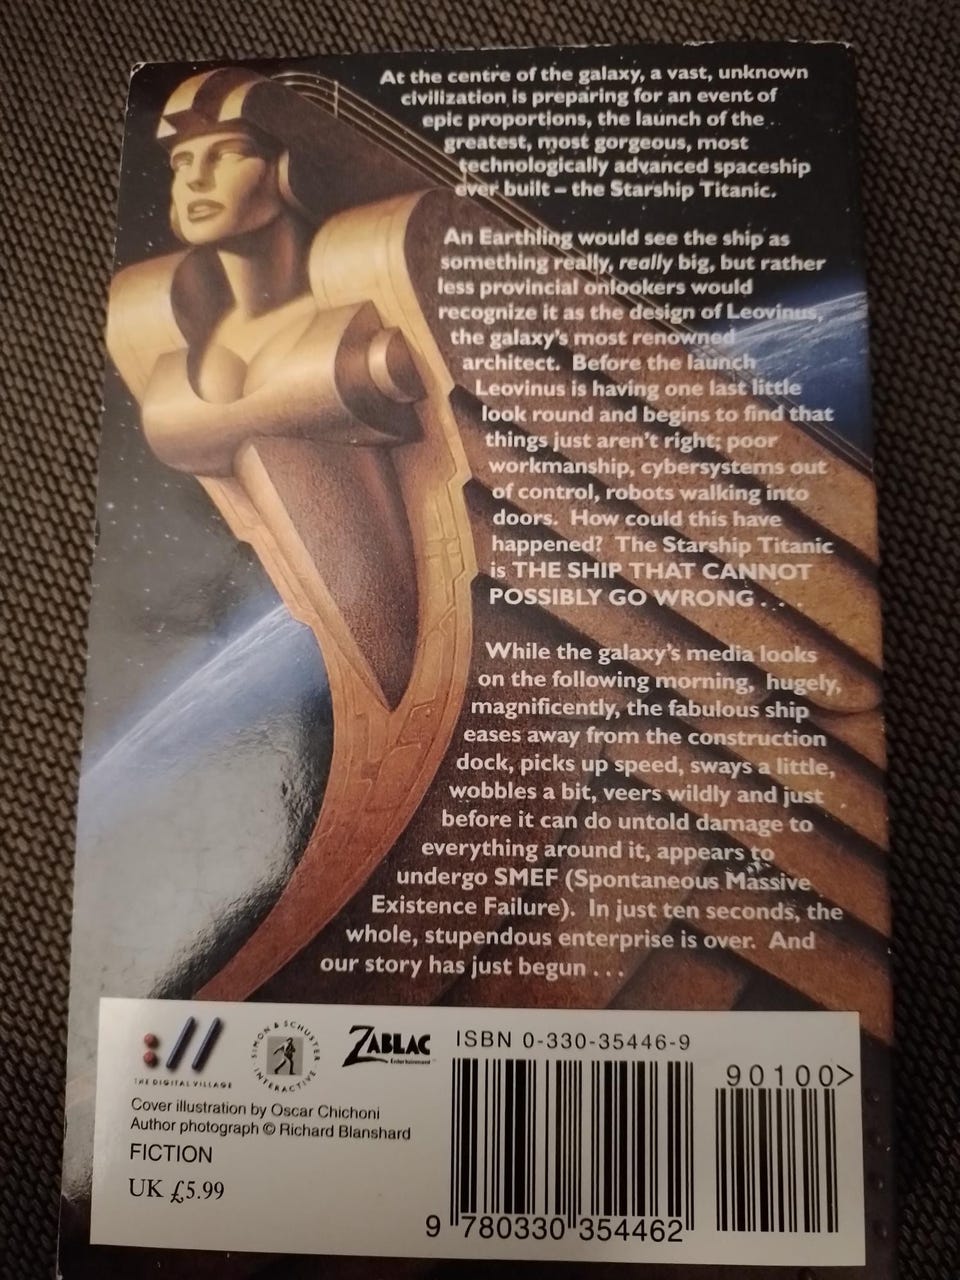 At the centre of the galaxy, a vast, unknown
civilization is preparing for an event of
epic proportions, the launch of the
greatest, most gorgeous, most
technologically advanced spaceship
ever built – the Starship Titanic.
An Earthling would see the ship as
something really, really big, but rather
less provincial onlookers would
recognize it as the design of Leovinus,
the galaxy's most renowned
architect. Before the launch
Leovinus is having one last little
look round and begins to find that
things just aren't right; poor
workmanship, cybersystems out
of control, robots walking into
doors. How could this have
happened? The Starship Titanic
is THE SHIP THAT CANNOT
POSSIBLY GO WRONG . . .
While the galaxy's media looks
on the following morning, hugely,
magnificently, the fabulous ship
eases away from the construction
dock, picks up speed, sways a little,
wobbles a bit, veers wildly and just
before it can do untold damage to
everything around it, appears to
undergo SMEF (Spontaneous Massive
Existence Failure). In just ten seconds, the
whole, stupendous enterprise is over. And
our story has just begun . . .
THE DIGITAL VILLAGE
SIMON & SCHUSTER INTERACTIVE
ZABLAC
Entertainment
ISBN 0-330-35446-9
90100>
Cover illustration by Oscar Chichoni
Author photograph © Richard Blanshard
FICTION
UK £5.99
9 780330 354462